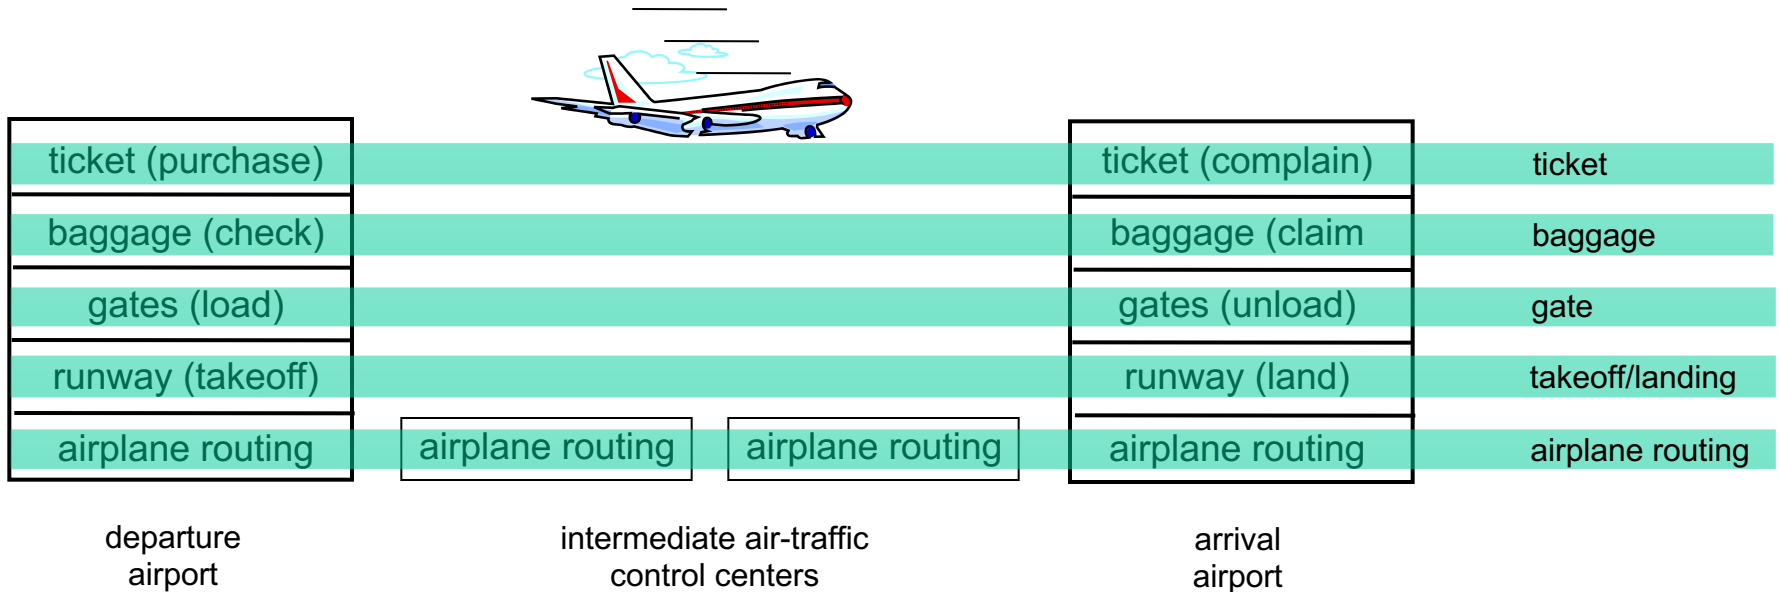 ticket (purchase)
ticket (complain)
ticket
baggage (check)
baggage (claim
baggage
gates (load)
gates (unload)
gate
runway (takeoff)
runway (land)
takeoff/landing
airplane routing
airplane routing
airplane routing
airplane routing
airplane routing
departure
airport
intermediate air-traffic
control centers
arrival
airport